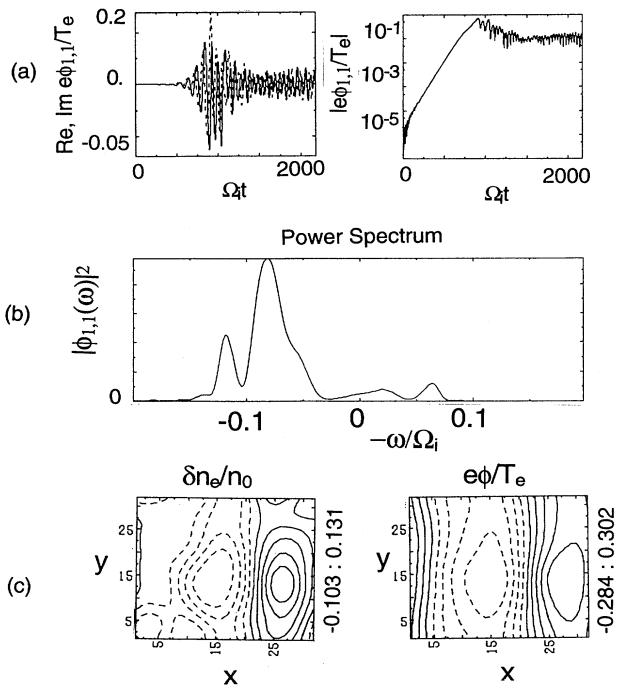 (a)
Re, Im eϕ₁,₁/Tₑ
0.2
0.
-0.05
0
2000
Ωᵢt
|eϕ₁,₁/Tₑ|
10⁻¹
10⁻³
10⁻⁵
0
2000
Ωᵢt
(b)
Power Spectrum
|ϕ₁,₁(ω)|²
0
-0.1
0
0.1
−ω/Ωᵢ
(c)
δnₑ/n₀
y
25
15
5
5
15
25
x
-0.103 : 0.131
eϕ/Tₑ
y
25
15
5
5
15
25
x
-0.284 : 0.302